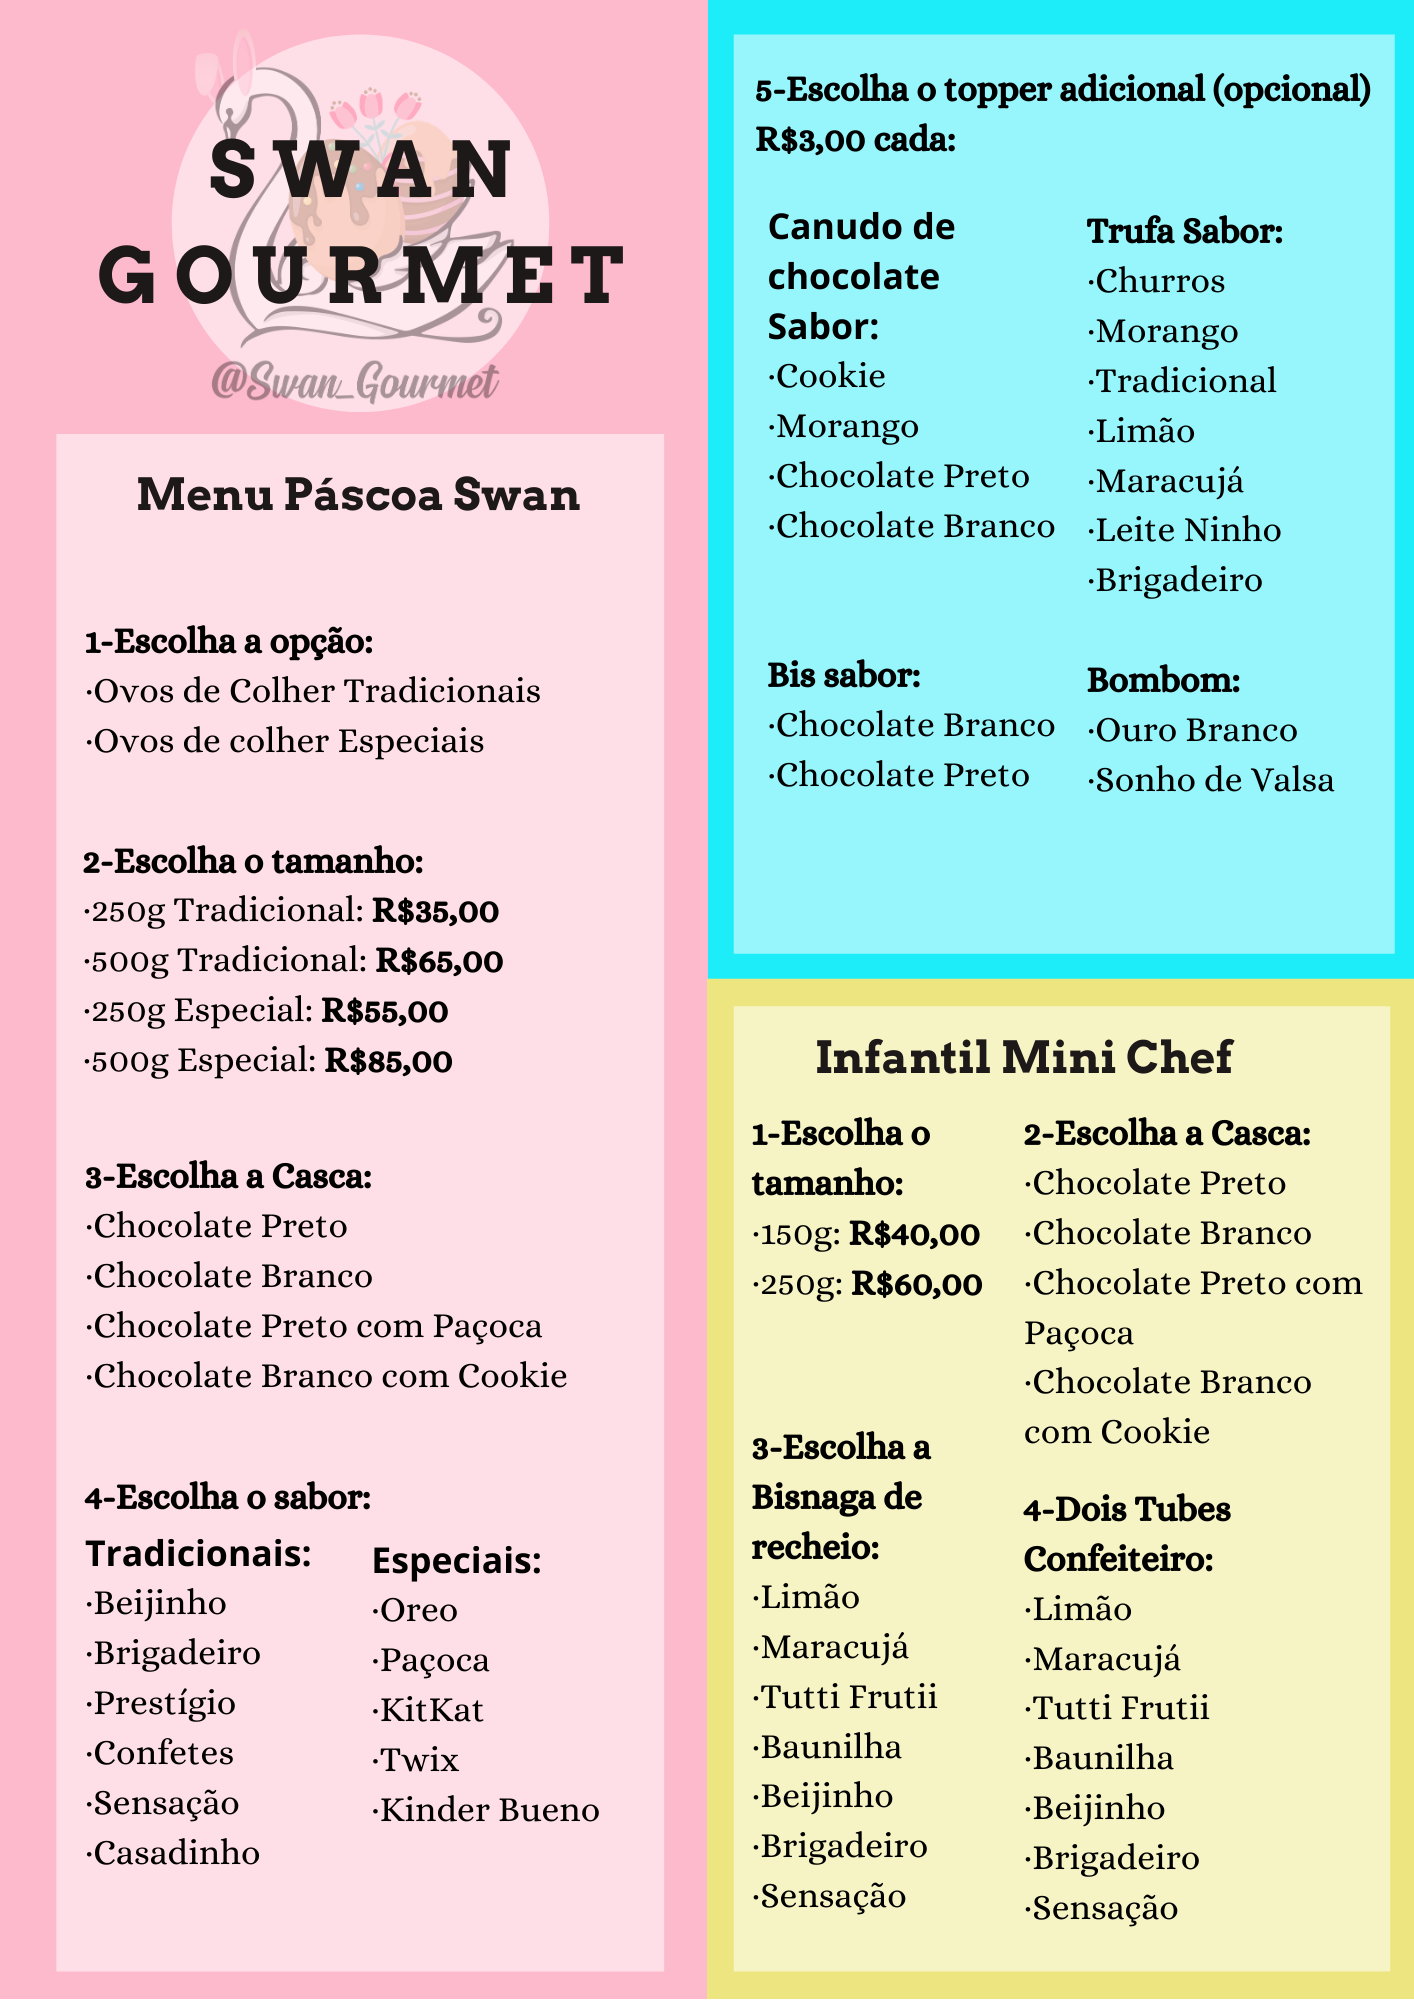 SWAN
GOURMET
@Swan_Gourmet
Menu Páscoa Swan
1-Escolha a opção:
·Ovos de Colher Tradicionais
·Ovos de colher Especiais
2-Escolha o tamanho:
·250g Tradicional: R$35,00
·500g Tradicional: R$65,00
·250g Especial: R$55,00
·500g Especial: R$85,00
3-Escolha a Casca:
·Chocolate Preto
·Chocolate Branco
·Chocolate Preto com Paçoca
·Chocolate Branco com Cookie
4-Escolha o sabor:
Tradicionais:
·Beijinho
·Brigadeiro
·Prestígio
·Confetes
·Sensação
·Casadinho
Especiais:
·Oreo
·Paçoca
·KitKat
·Twix
·Kinder Bueno
5-Escolha o topper adicional (opcional)
R$3,00 cada:
Canudo de
chocolate
Sabor:
·Cookie
·Morango
·Chocolate Preto
·Chocolate Branco
Trufa Sabor:
·Churros
·Morango
·Tradicional
·Limão
·Maracujá
·Leite Ninho
·Brigadeiro
Bis sabor:
·Chocolate Branco
·Chocolate Preto
Bombom:
·Ouro Branco
·Sonho de Valsa
Infantil Mini Chef
1-Escolha o
tamanho:
·150g: R$40,00
·250g: R$60,00
2-Escolha a Casca:
·Chocolate Preto
·Chocolate Branco
·Chocolate Preto com
Paçoca
·Chocolate Branco
com Cookie
3-Escolha a
Bisnaga de
recheio:
·Limão
·Maracujá
·Tutti Frutii
·Baunilha
·Beijinho
·Brigadeiro
·Sensação
4-Dois Tubes
Confeiteiro:
·Limão
·Maracujá
·Tutti Frutii
·Baunilha
·Beijinho
·Brigadeiro
·Sensação